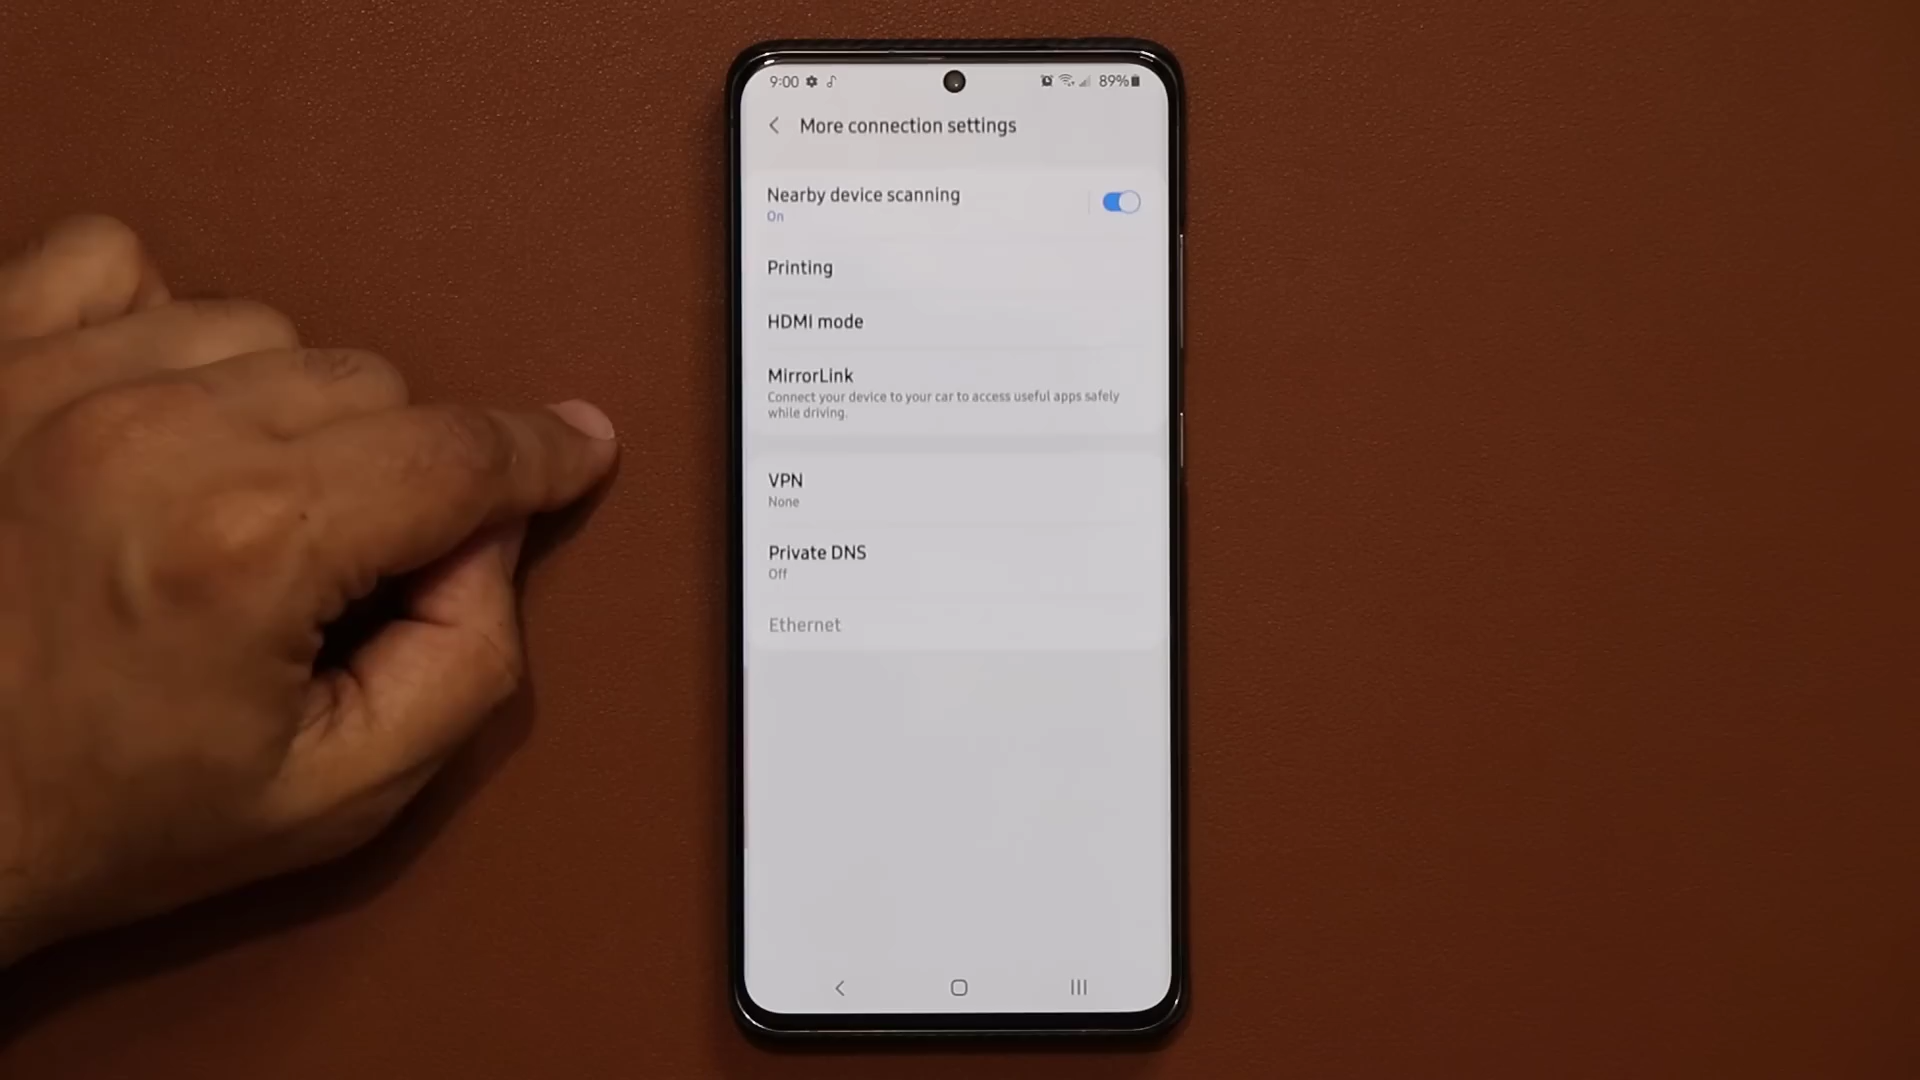 9:00 89%
More connection settings
Nearby device scanning
On
Printing
HDMI mode
MirrorLink
Connect your device to your car to access useful apps safely
while driving.
VPN
None
Private DNS
Off
Ethernet